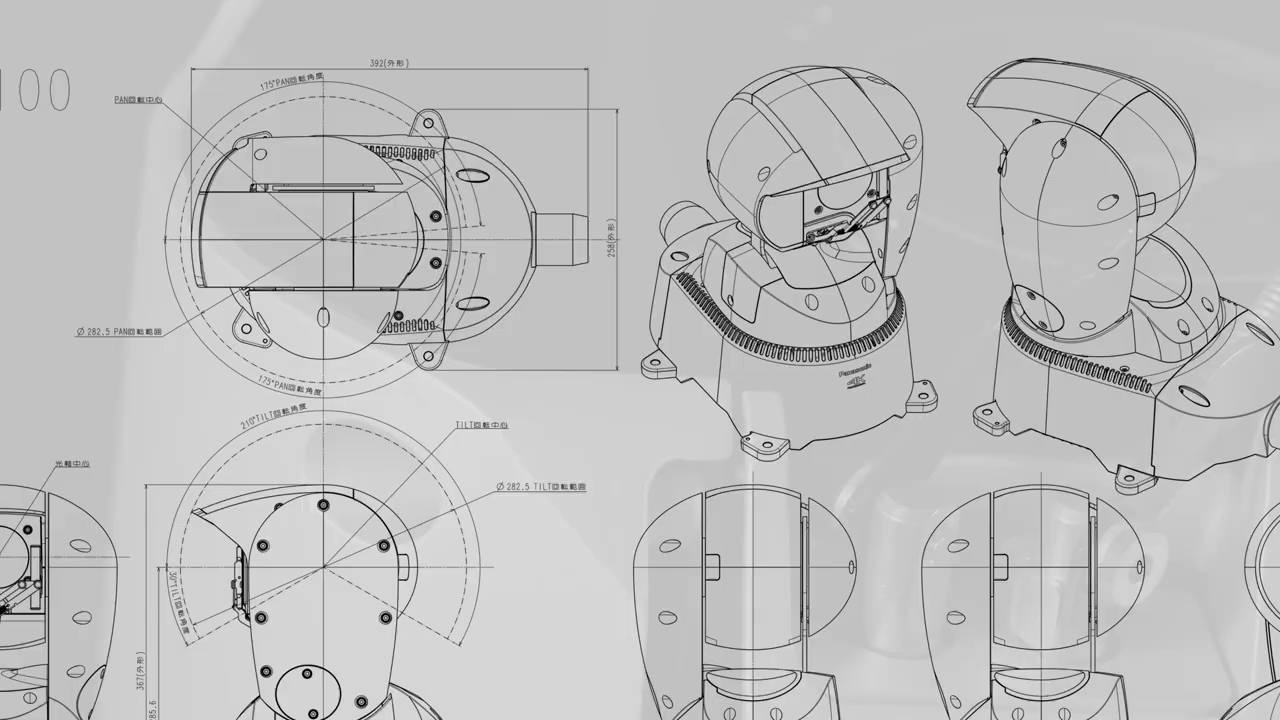 00
392(外形)
175°PAN回転角度
PAN回転中心
258(外形)
Ø 282.5 PAN回転範囲
175°PAN回転角度
Panasonic
4K
210°TILT回転角度
TILT回転中心
光軸中心
Ø 282.5 TILT回転範囲
30°TILT回転角度
367(外形)
285.6